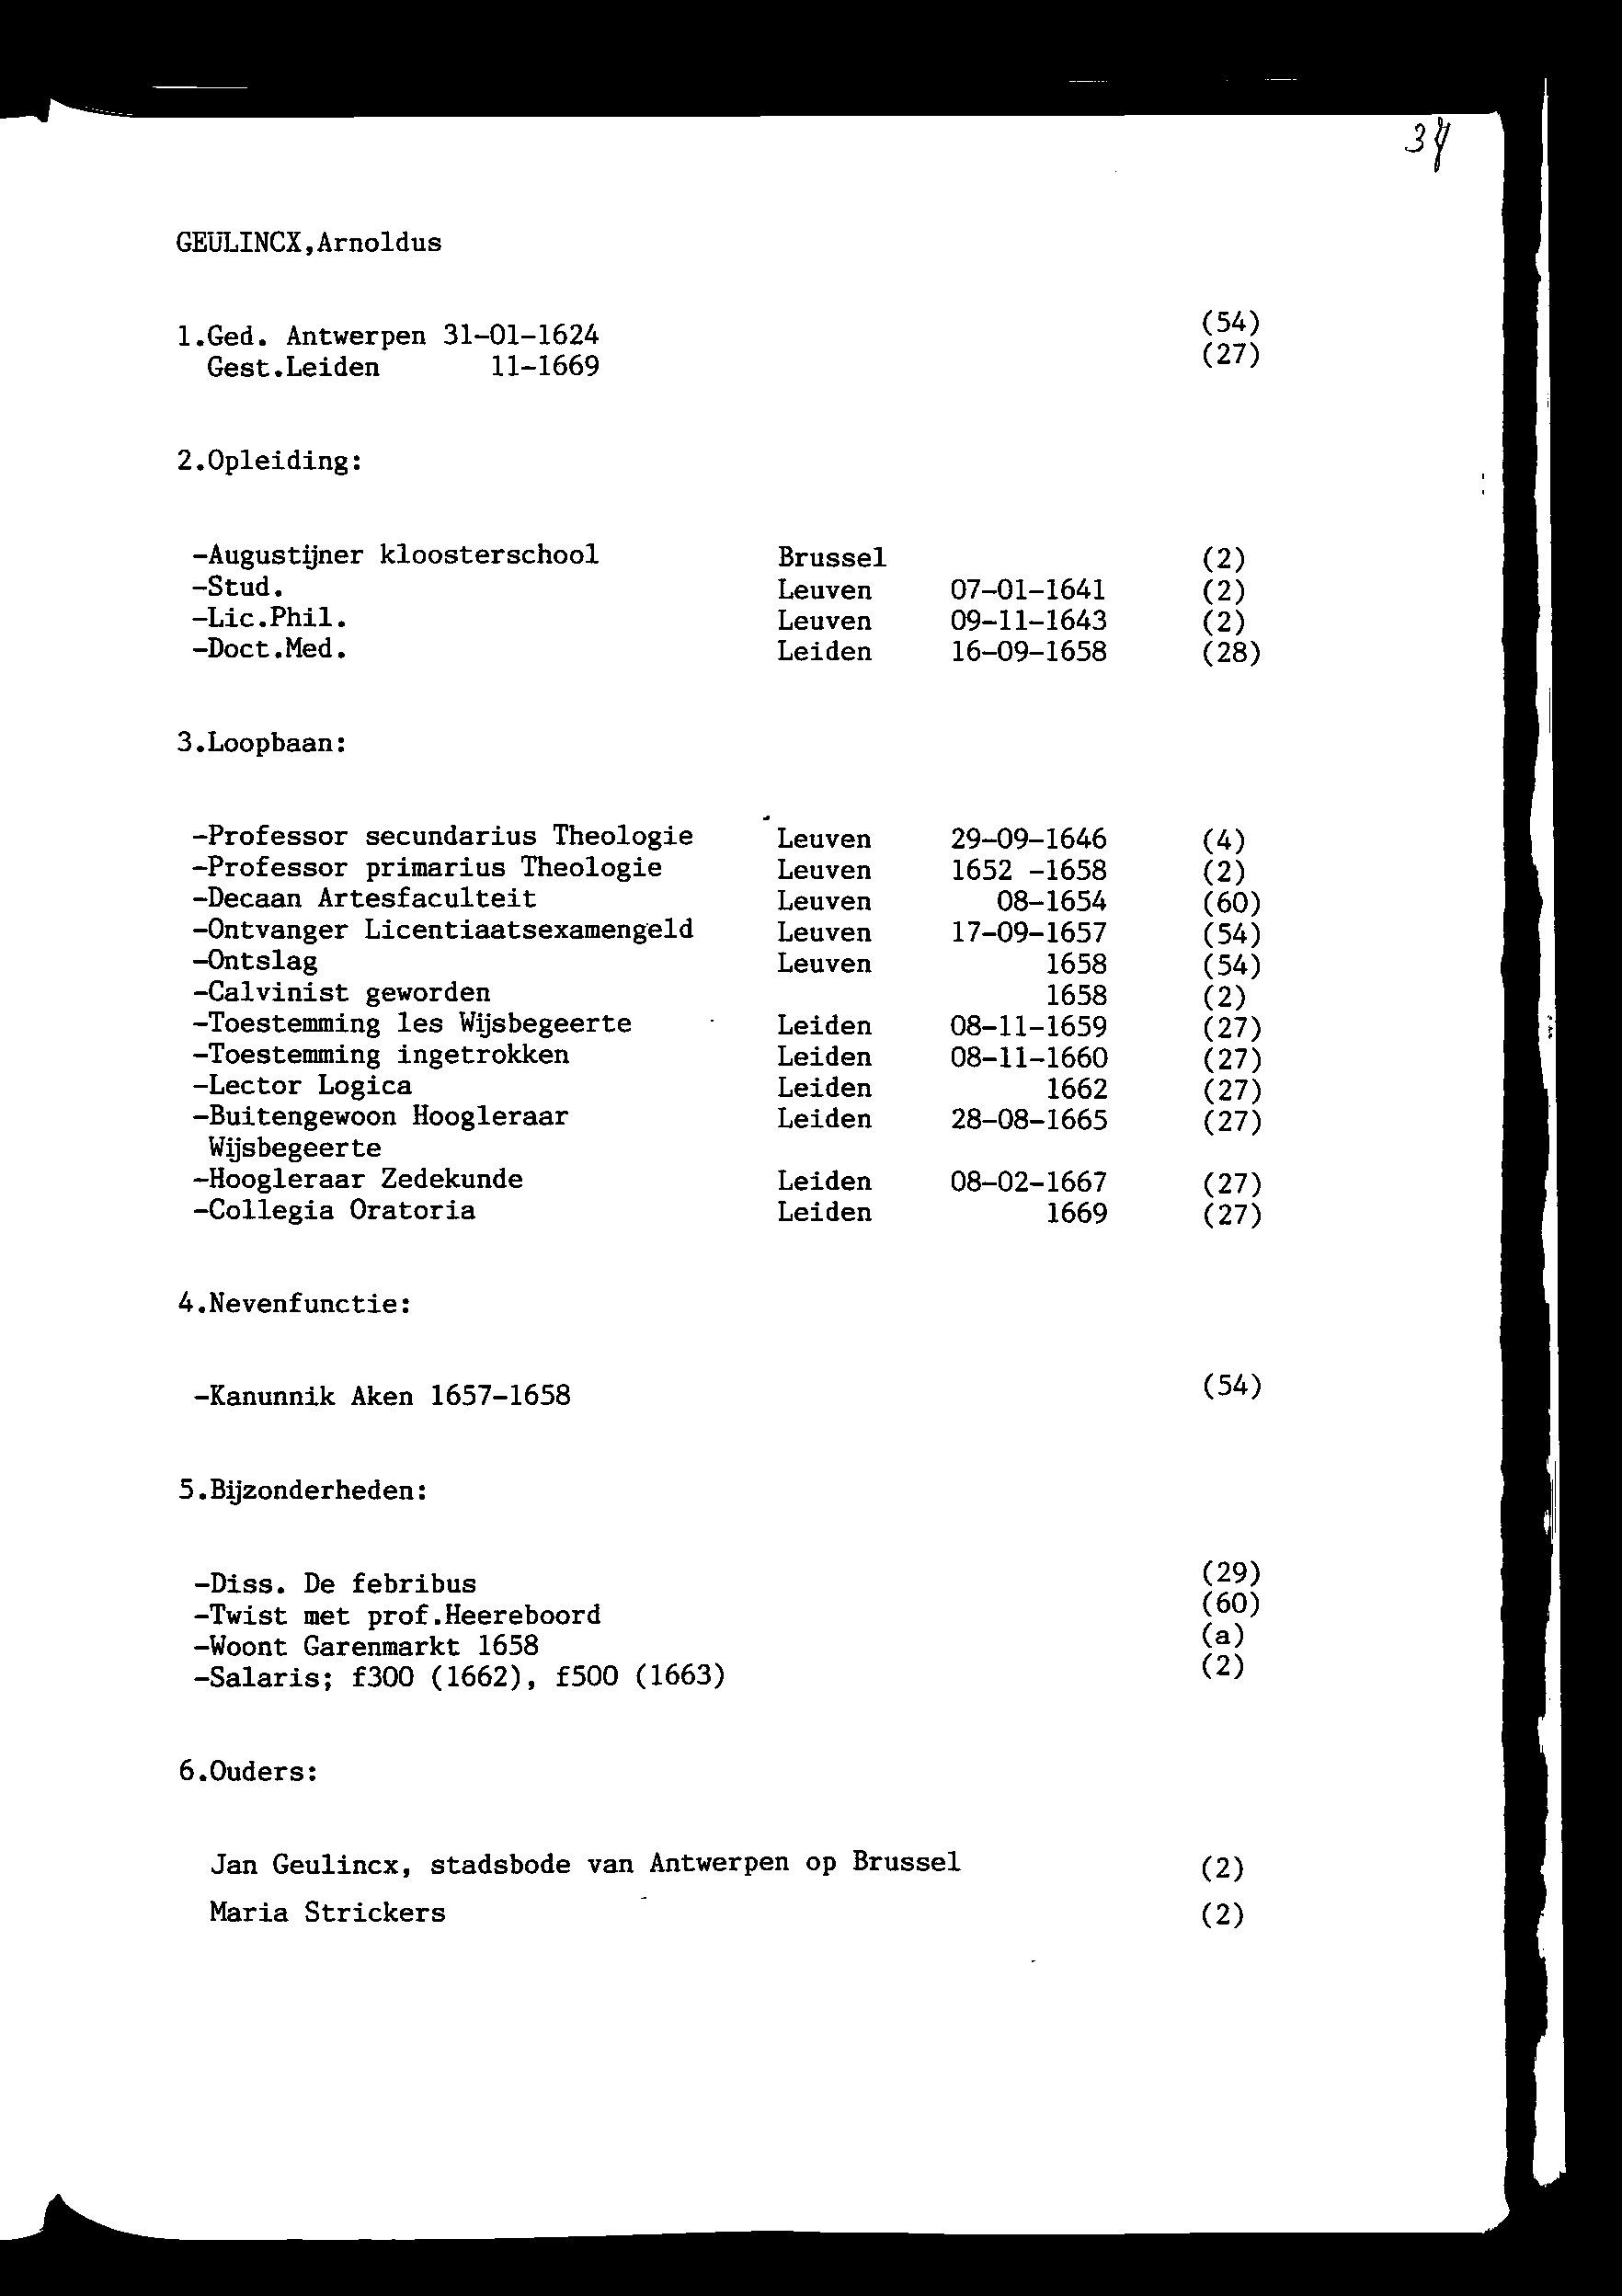 37
GEULINCX,Arnoldus
1.Ged. Antwerpen 31-01-1624 (54)
Gest.Leiden 11-1669 (27)
2.Opleiding:
-Augustijner kloosterschool Brussel (2)
-Stud. Leuven 07-01-1641 (2)
-Lic.Phil. Leuven 09-11-1643 (2)
-Doct.Med. Leiden 16-09-1658 (28)
3.Loopbaan:
-Professor secundarius Theologie Leuven 29-09-1646 (4)
-Professor primarius Theologie Leuven 1652 -1658 (2)
-Decaan Artesfaculteit Leuven 08-1654 (60)
-Ontvanger Licentiaatsexamengeld Leuven 17-09-1657 (54)
-Ontslag Leuven 1658 (54)
-Calvinist geworden 1658 (2)
-Toestemming les Wijsbegeerte Leiden 08-11-1659 (27)
-Toestemming ingetrokken Leiden 08-11-1660 (27)
-Lector Logica Leiden 1662 (27)
-Buitengewoon Hoogleraar Leiden 28-08-1665 (27)
Wijsbegeerte
-Hoogleraar Zedekunde Leiden 08-02-1667 (27)
-Collegia Oratoria Leiden 1669 (27)
4.Nevenfunctie:
-Kanunnik Aken 1657-1658 (54)
5.Bijzonderheden:
-Diss. De febribus (29)
-Twist met prof.Heereboord (60)
-Woont Garenmarkt 1658 (a)
-Salaris; f300 (1662), f500 (1663) (2)
6.Ouders:
Jan Geulincx, stadsbode van Antwerpen op Brussel (2)
Maria Strickers (2)